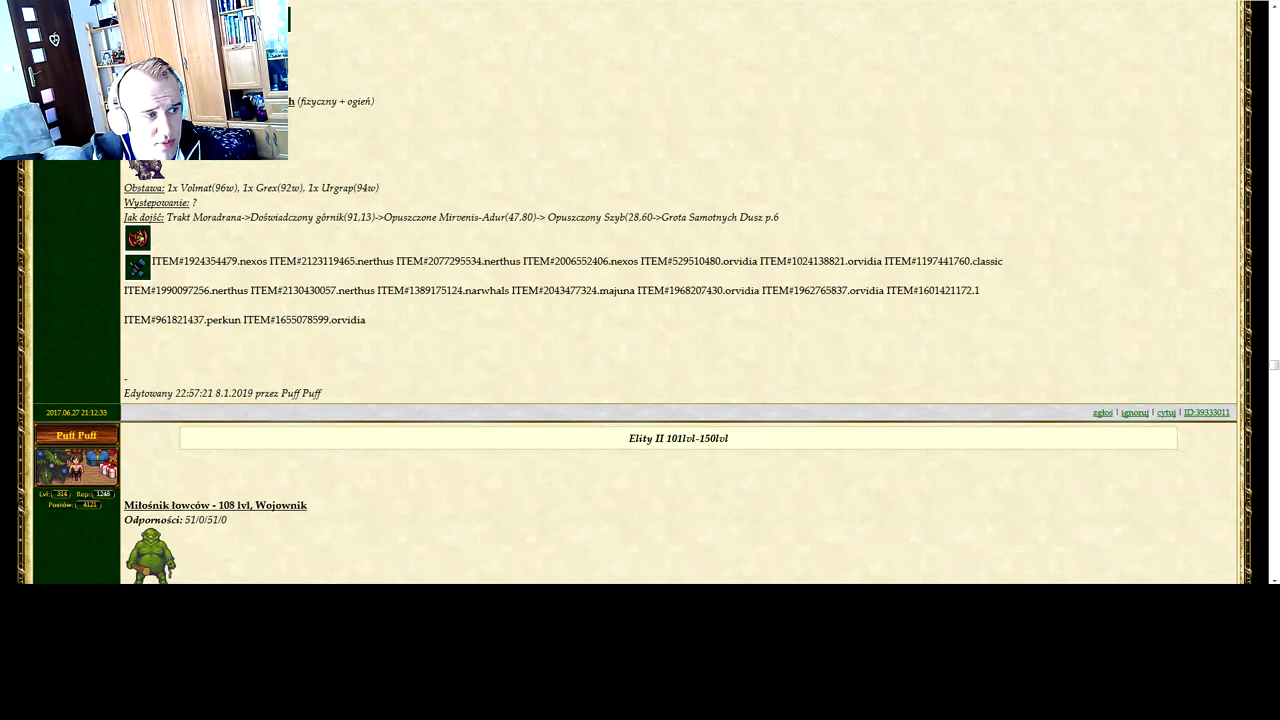 h (fizyczny + ogień)
Obstawa: 1x Volmat(96w), 1x Grex(92w), 1x Urgrap(94w)
Występowanie: ?
Jak dojść: Trakt Moradrana->Doświadczony górnik(91,13)->Opuszczone Mirvenis-Adur(47,80)-> Opuszczony Szyb(28,60->Grota Samotnych Dusz p.6
ITEM#1924354479.nexos ITEM#2123119465.nerthus ITEM#2077295534.nerthus ITEM#2006552406.nexos ITEM#529510480.orvidia ITEM#1024138821.orvidia ITEM#1197441760.classic
ITEM#1990097256.nerthus ITEM#2130430057.nerthus ITEM#1389175124.narwhals ITEM#2043477324.majuna ITEM#1968207430.orvidia ITEM#1962765837.orvidia ITEM#1601421172.1
ITEM#961821437.perkun ITEM#1655078599.orvidia
-
Edytowany 22:57:21 8.1.2019 przez Puff Puff
2017.06.27 21:12:33
zgłoś | ignoruj | cytuj | ID:39333011
Puff Puff
Lvl: 314 Rep: 1248
Postów: 4121
Elity II 101lvl-150lvl
Miłośnik łowców - 108 lvl, Wojownik
Odporności: 51/0/51/0